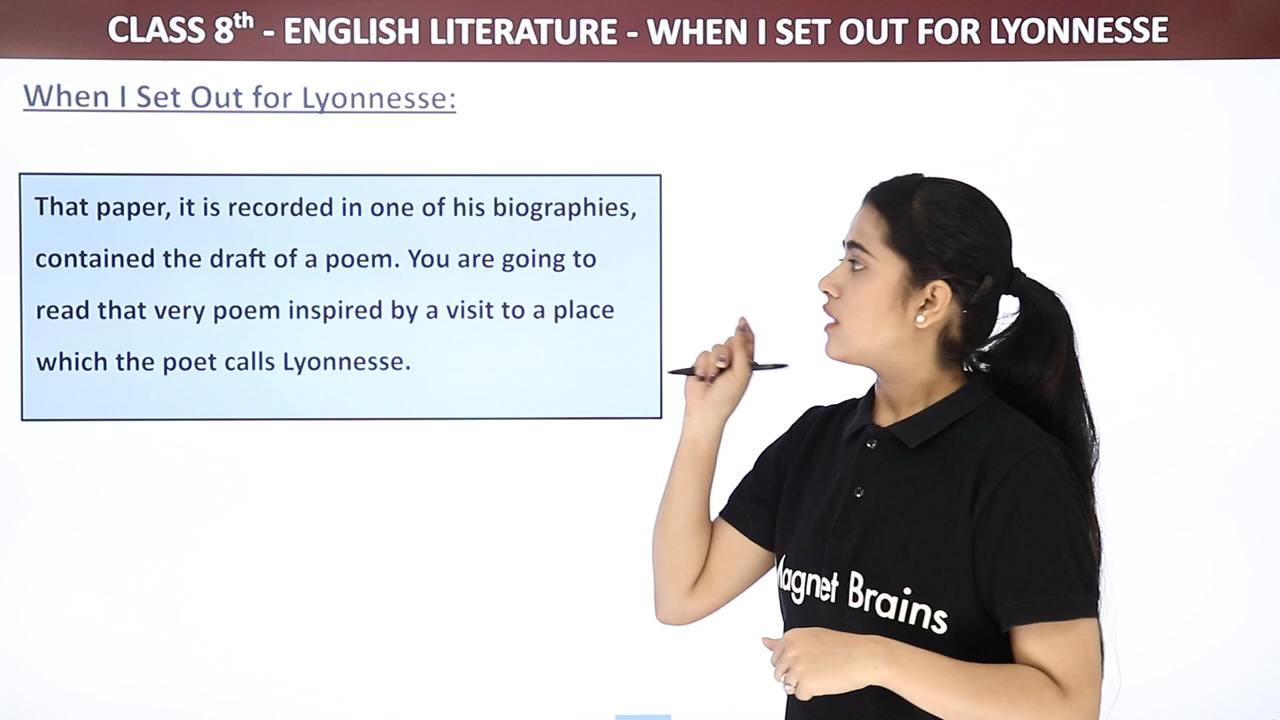 CLASS 8th - ENGLISH LITERATURE - WHEN I SET OUT FOR LYONNESSE
When I Set Out for Lyonnesse:
That paper, it is recorded in one of his biographies,
contained the draft of a poem. You are going to
read that very poem inspired by a visit to a place
which the poet calls Lyonnesse.
Magnet Brains